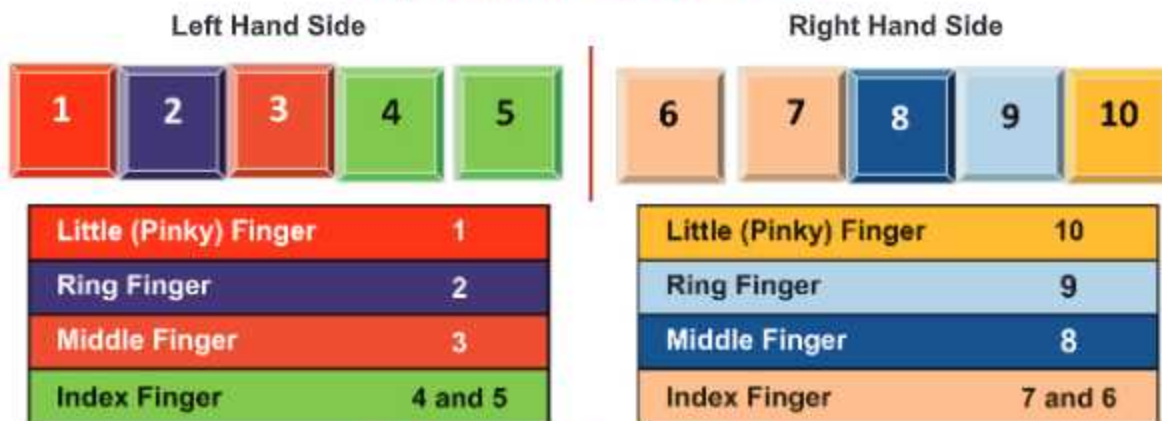 Left Hand Side
1 2 3 4 5
Little (Pinky) Finger 1
Ring Finger 2
Middle Finger 3
Index Finger 4 and 5
Right Hand Side
6 7 8 9 10
Little (Pinky) Finger 10
Ring Finger 9
Middle Finger 8
Index Finger 7 and 6